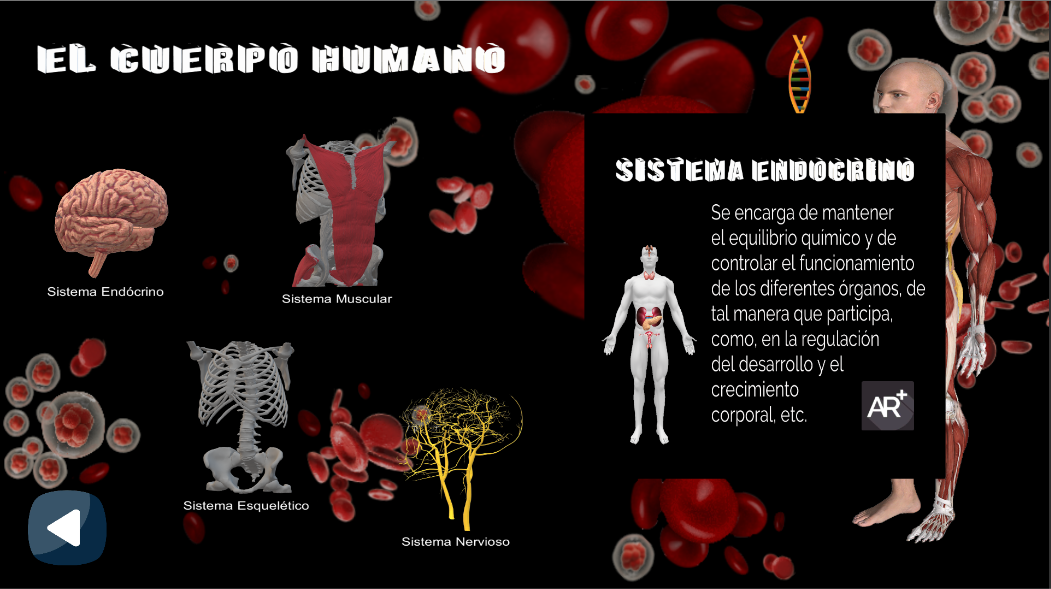 EL CUERPO HUMANO
Sistema Endócrino
Sistema Muscular
Sistema Esquelético
Sistema Nervioso
SISTEMA ENDOCRINO
Se encarga de mantener
el equilibrio químico y de
controlar el funcionamiento
de los diferentes órganos, de
tal manera que participa,
como, en la regulación
del desarrollo y el
crecimiento
corporal, etc.
AR+